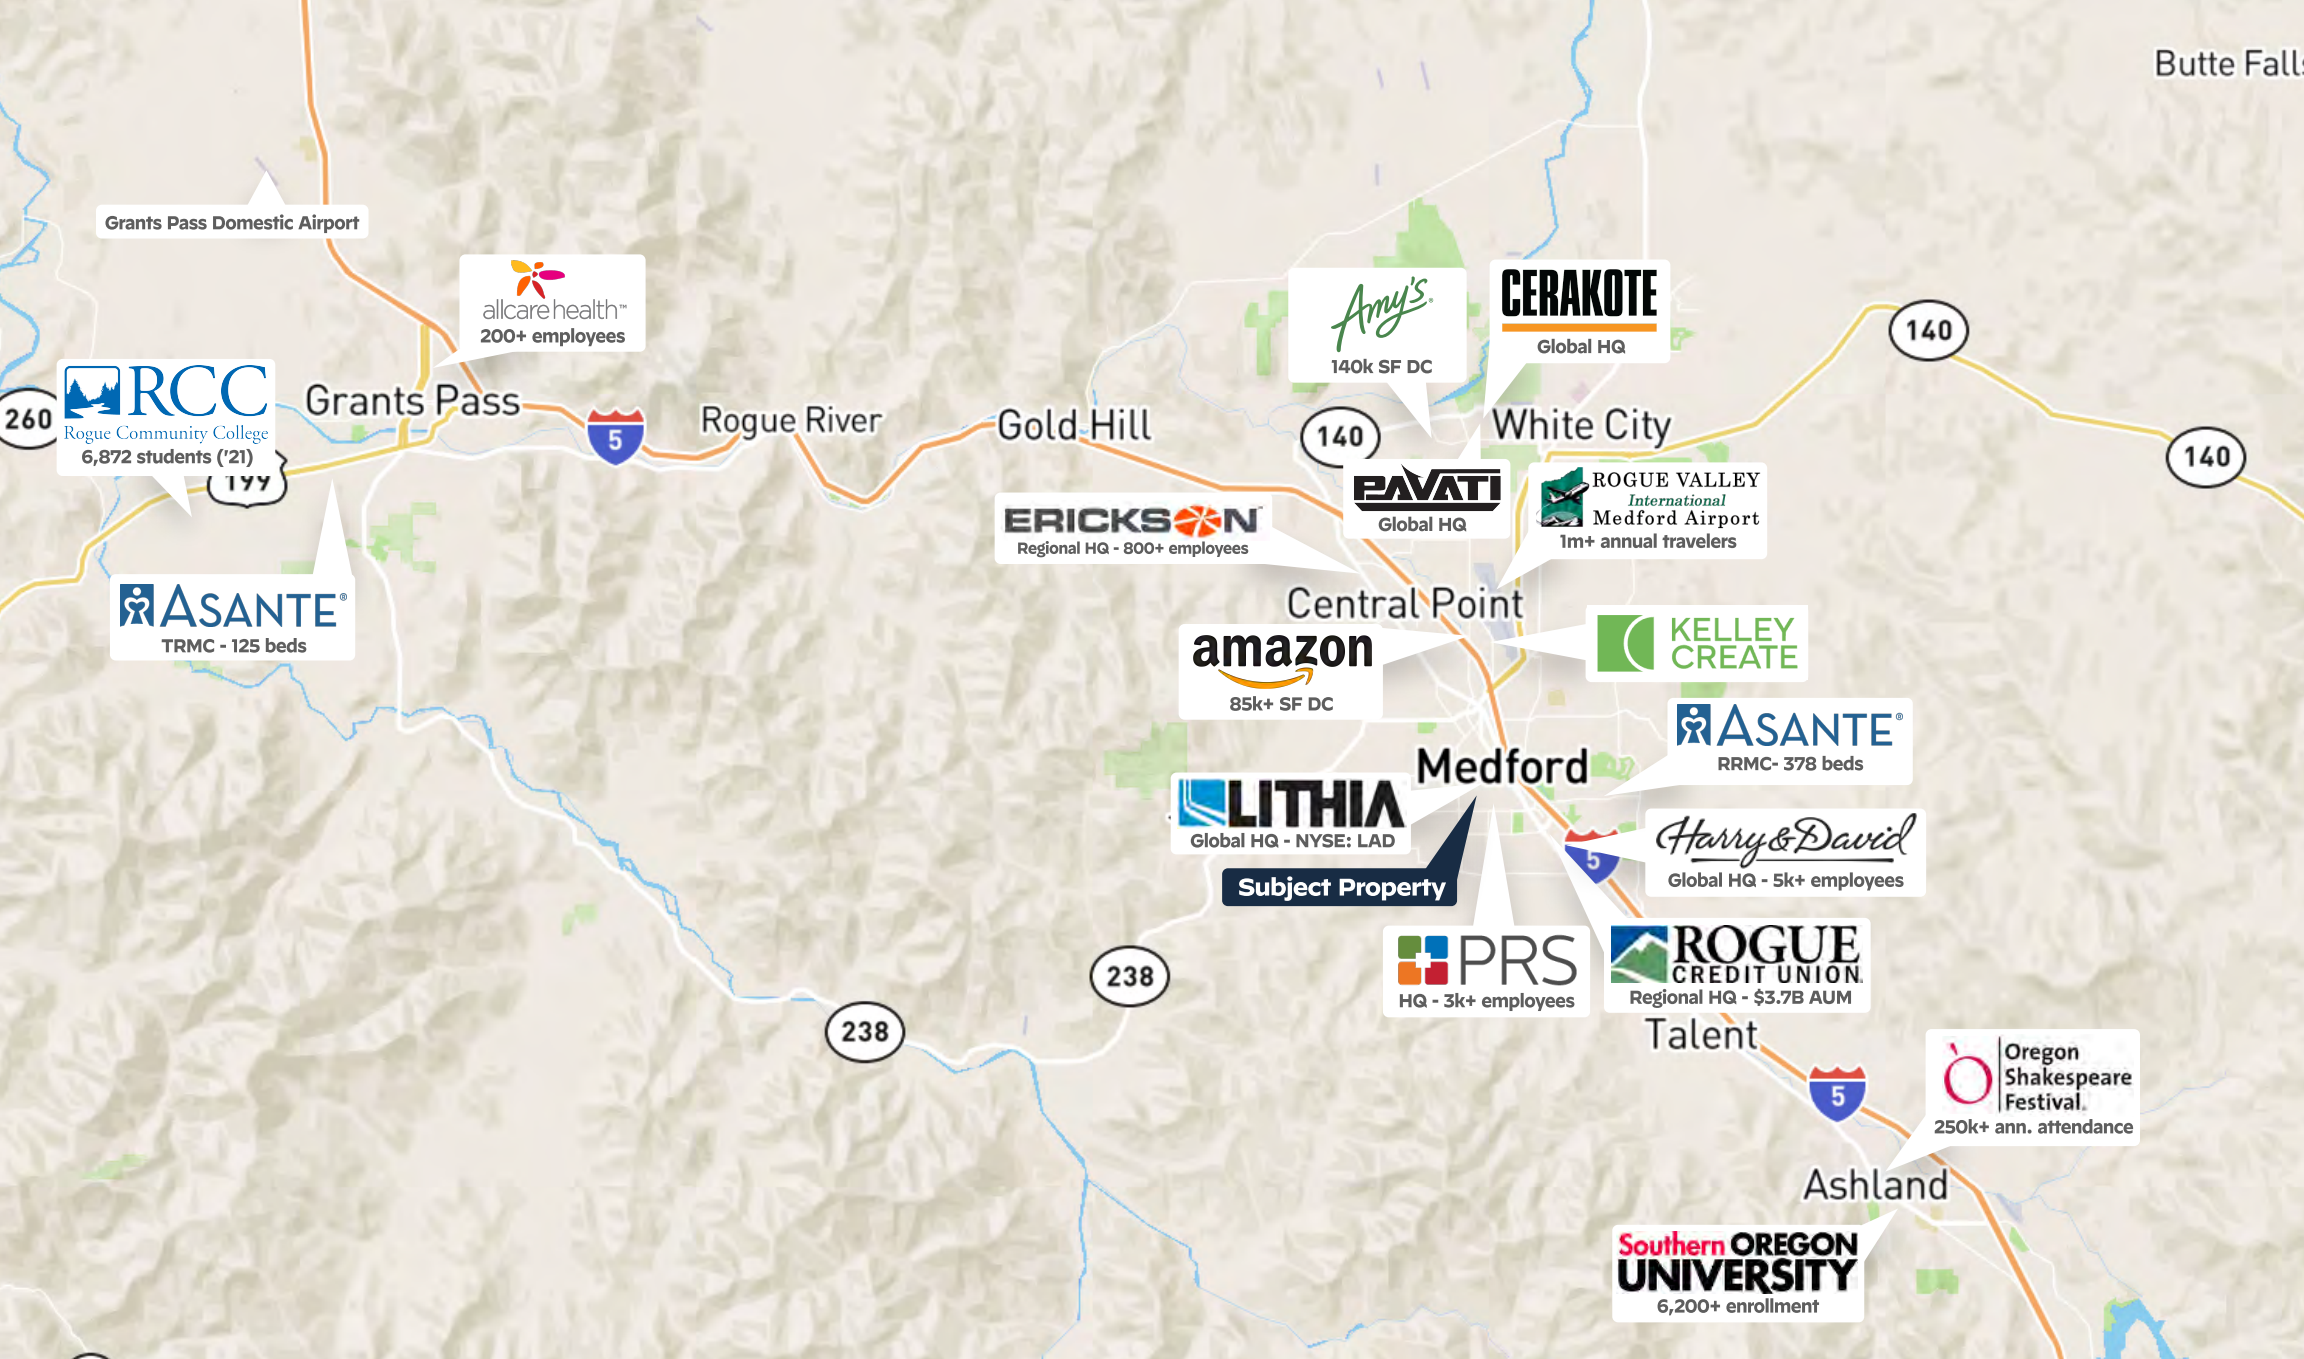 Butte Falls
Grants Pass Domestic Airport
allcare health™
200+ employees
Amy's®
140k SF DC
CERAKOTE
Global HQ
140
260
RCC
Rogue Community College
6,872 students ('21)
199
Grants Pass
5
Rogue River
Gold Hill
140
White City
140
PAVATI
Global HQ
ROGUE VALLEY
International
Medford Airport
1m+ annual travelers
ERICKSON
Regional HQ - 800+ employees
ASANTE®
TRMC - 125 beds
Central Point
amazon
85k+ SF DC
KELLEY
CREATE
ASANTE®
RRMC- 378 beds
Medford
LITHIA
Global HQ - NYSE: LAD
Subject Property
5
Harry & David
Global HQ - 5k+ employees
PRS
HQ - 3k+ employees
ROGUE
CREDIT UNION
Regional HQ - $3.7B AUM
238
238
Talent
5
Oregon
Shakespeare
Festival.
250k+ ann. attendance
Ashland
Southern OREGON
UNIVERSITY
6,200+ enrollment